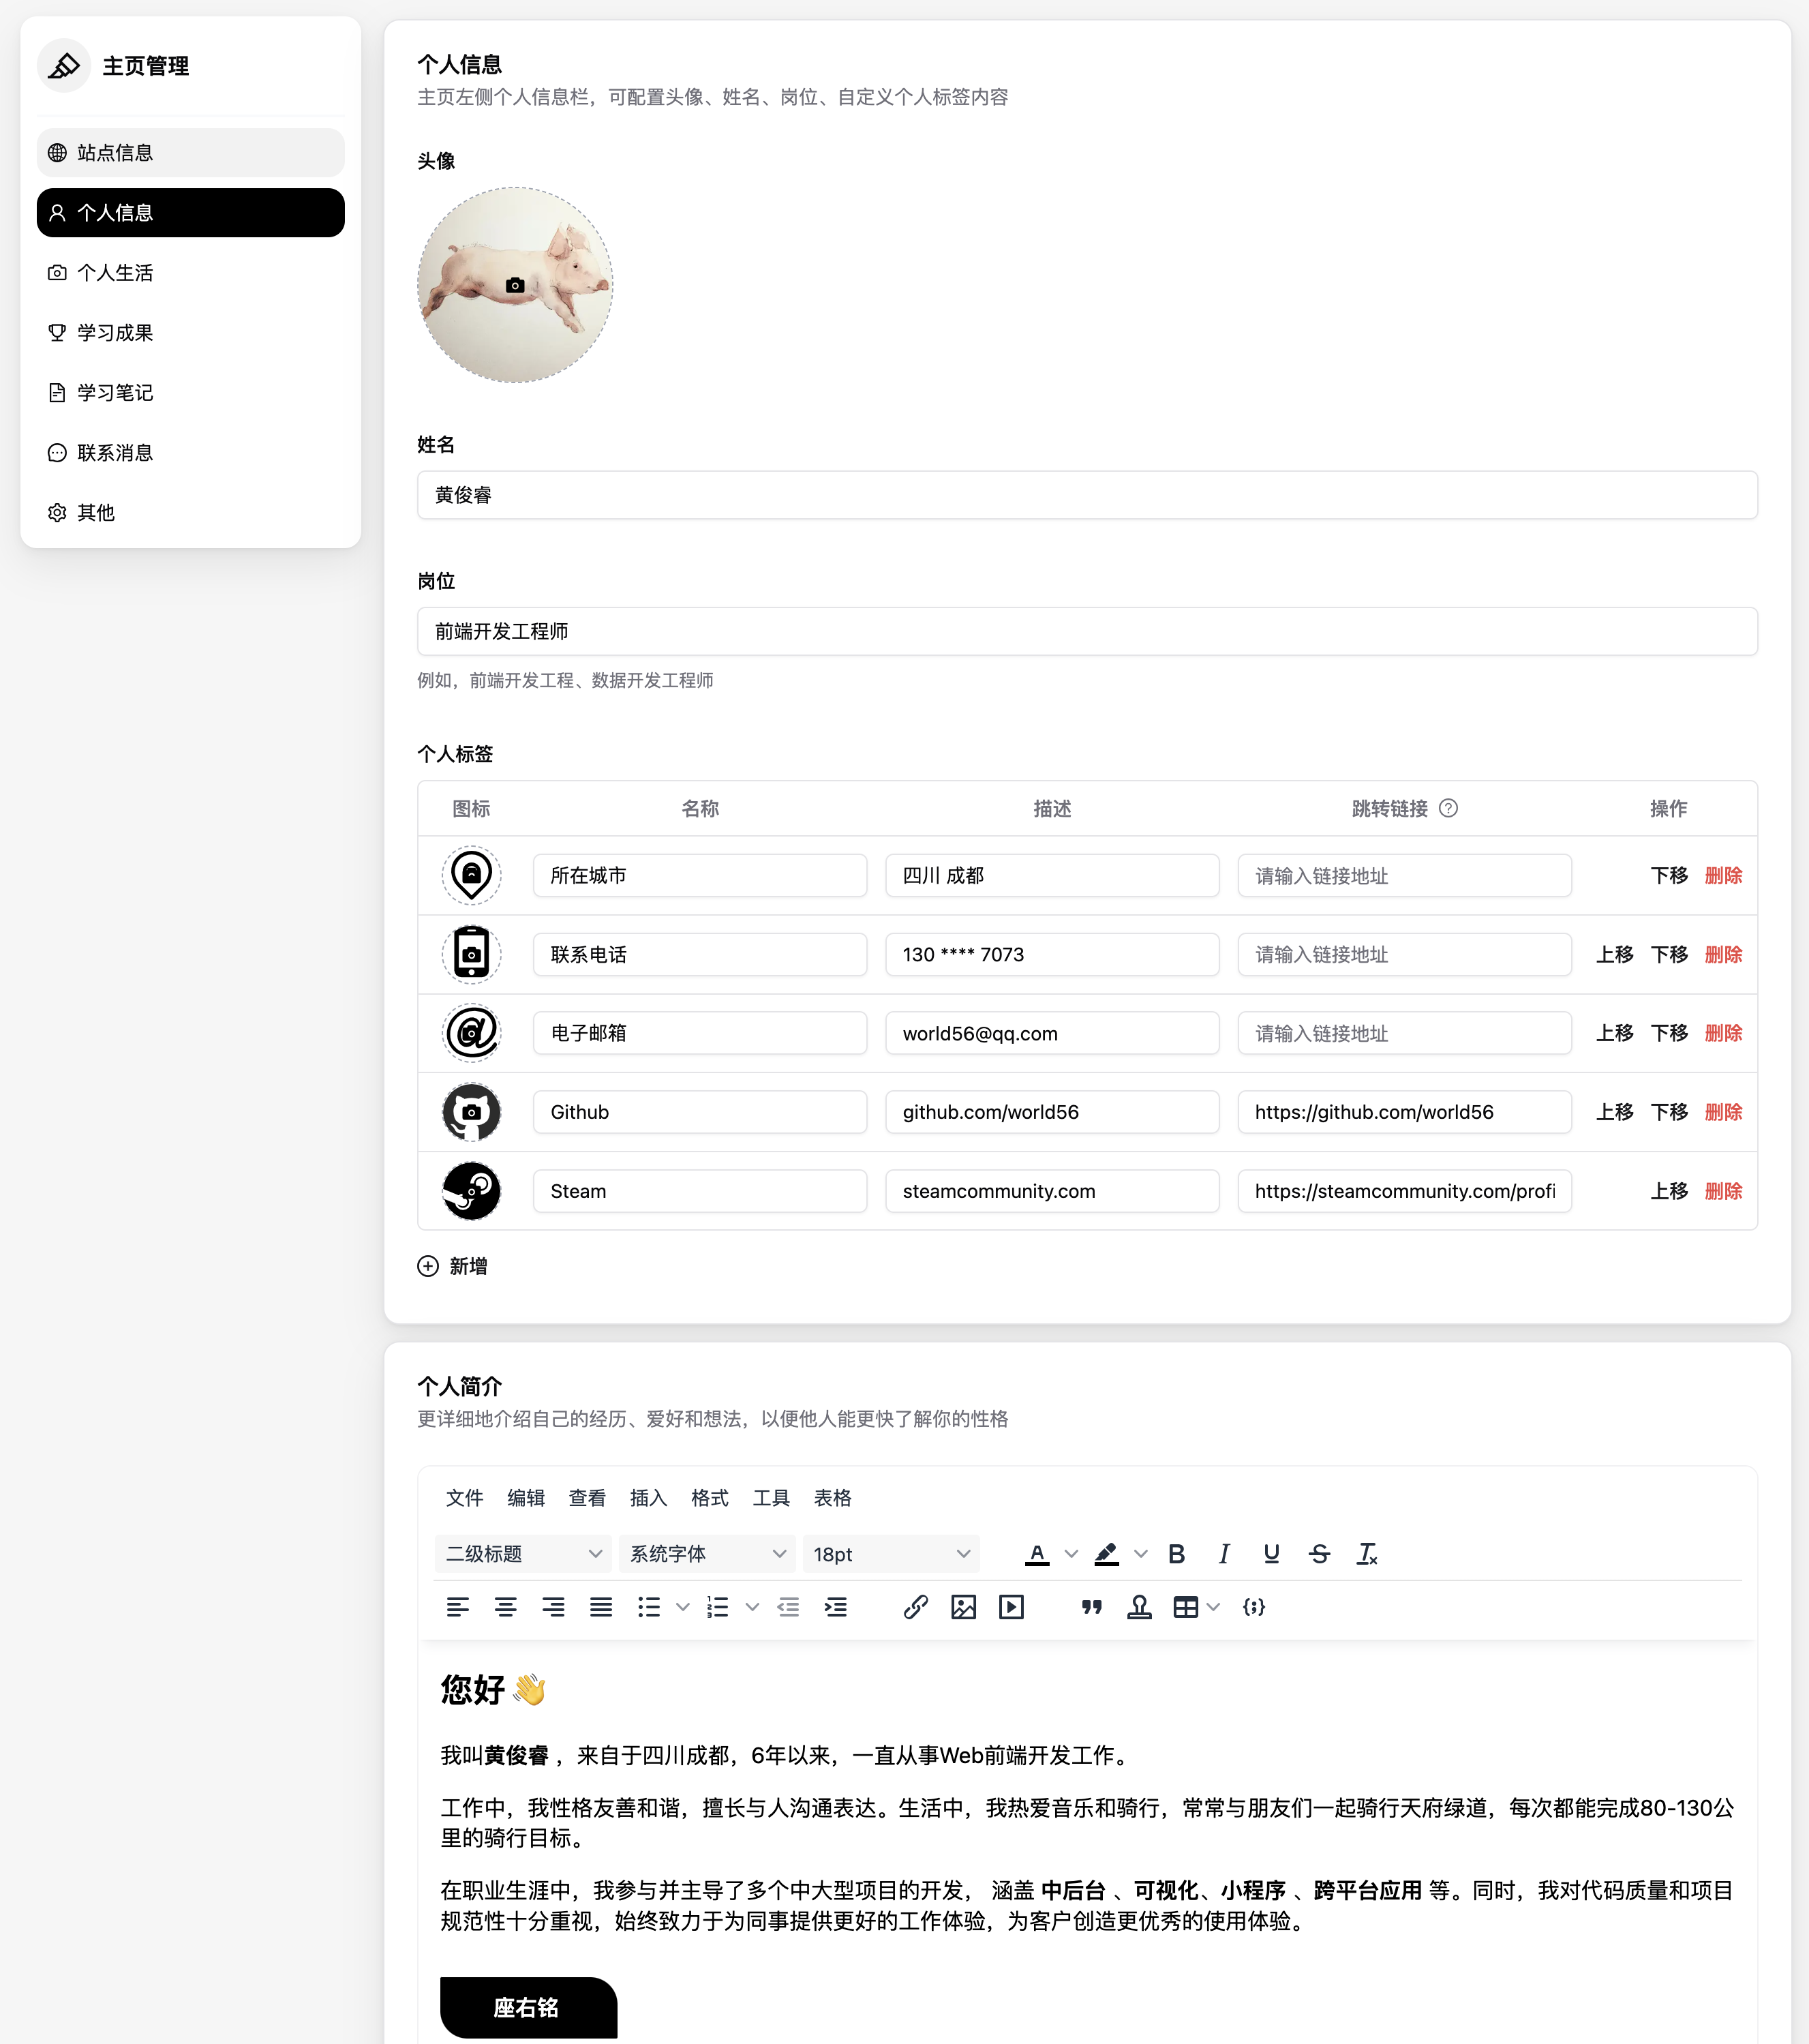 主页管理
站点信息
个人信息
个人生活
学习成果
学习笔记
联系消息
其他
个人信息
主页左侧个人信息栏，可配置头像、姓名、岗位、自定义个人标签内容
头像
姓名
黄俊睿
岗位
前端开发工程师
例如，前端开发工程、数据开发工程师
个人标签
图标 名称 描述 跳转链接 操作
所在城市 四川 成都 请输入链接地址 下移 删除
联系电话 130 **** 7073 请输入链接地址 上移 下移 删除
电子邮箱 world56@qq.com 请输入链接地址 上移 下移 删除
Github github.com/world56 https://github.com/world56 上移 下移 删除
Steam steamcommunity.com https://steamcommunity.com/profi 上移 删除
新增
个人简介
更详细地介绍自己的经历、爱好和想法，以便他人能更快了解你的性格
文件 编辑 查看 插入 格式 工具 表格
二级标题 系统字体 18pt
您好 👋
我叫黄俊睿 ，来自于四川成都，6年以来，一直从事Web前端开发工作。
工作中，我性格友善和谐，擅长与人沟通表达。生活中，我热爱音乐和骑行，常常与朋友们一起骑行天府绿道，每次都能完成80-130公
里的骑行目标。
在职业生涯中，我参与并主导了多个中大型项目的开发， 涵盖 中后台 、可视化、小程序 、跨平台应用 等。同时，我对代码质量和项目
规范性十分重视，始终致力于为同事提供更好的工作体验，为客户创造更优秀的使用体验。
座右铭